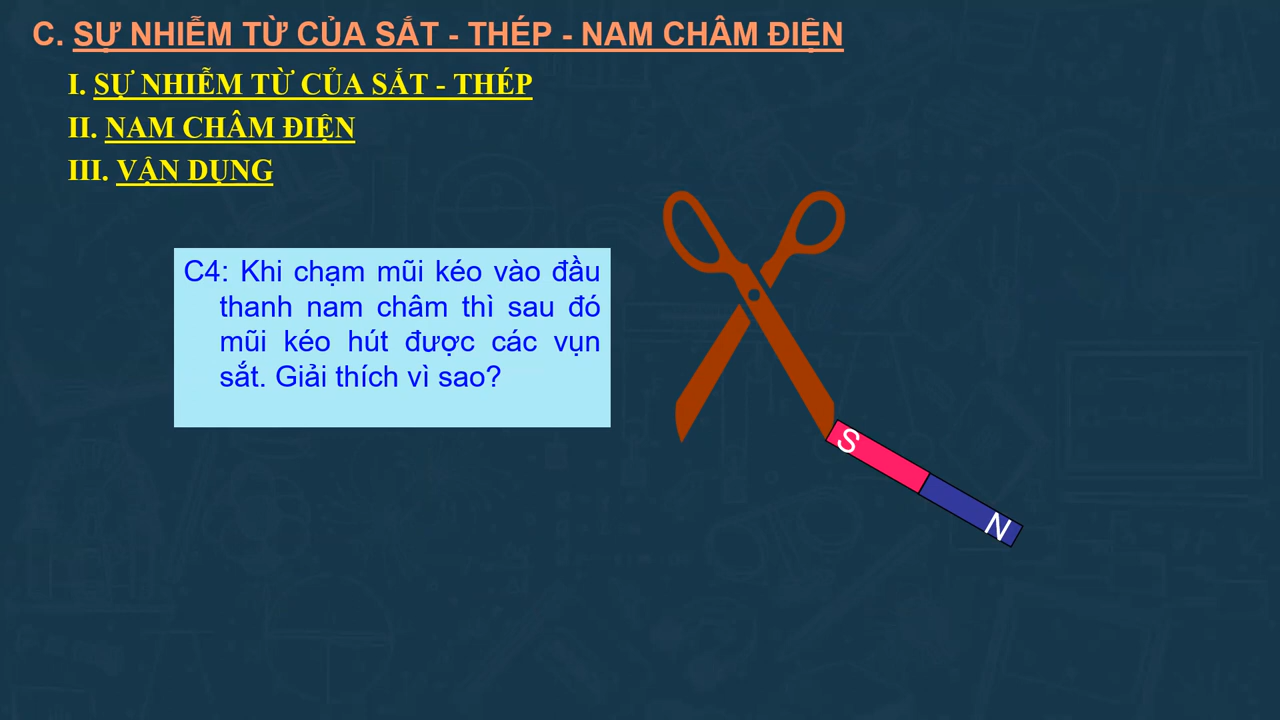 C. SỰ NHIỄM TỪ CỦA SẮT - THÉP - NAM CHÂM ĐIỆN
I. SỰ NHIỄM TỪ CỦA SẮT - THÉP
II. NAM CHÂM ĐIỆN
III. VẬN DỤNG
C4: Khi chạm mũi kéo vào đầu
thanh nam châm thì sau đó
mũi kéo hút được các vụn
sắt. Giải thích vì sao?
S
N